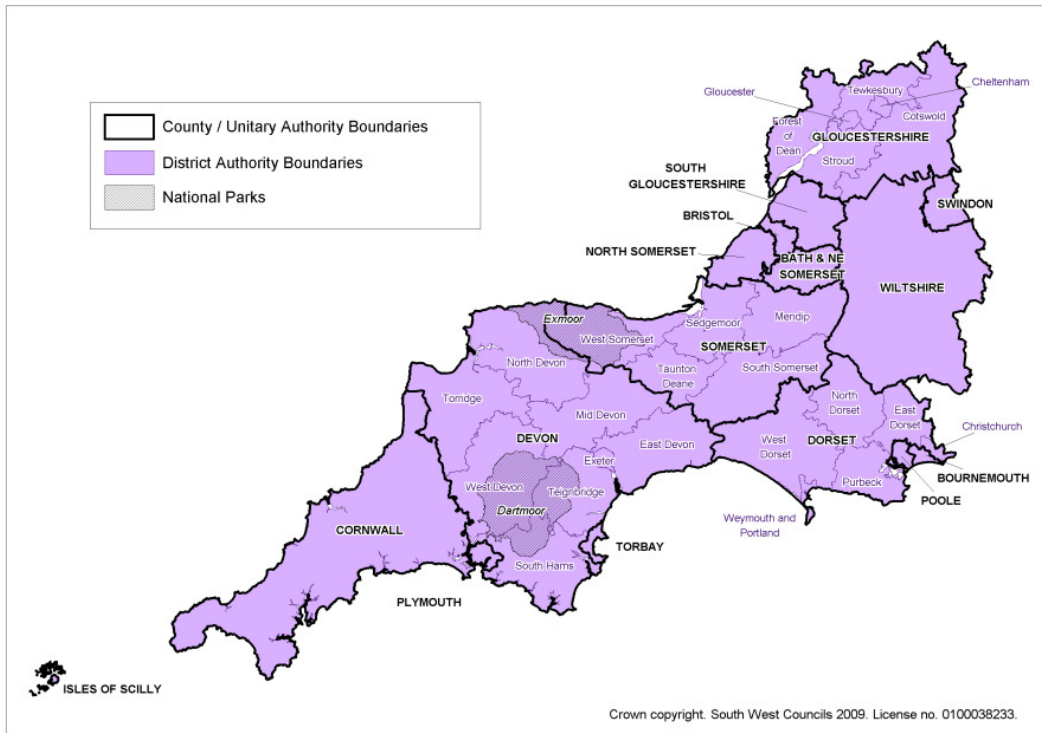 County / Unitary Authority Boundaries
District Authority Boundaries
National Parks
Gloucester
Tewkesbury
Cheltenham
Cotswold
Forest
of
Dean
GLOUCESTERSHIRE
Stroud
SOUTH
GLOUCESTERSHIRE
SWINDON
BRISTOL
NORTH SOMERSET
BATH & NE
SOMERSET
WILTSHIRE
Exmoor
West Somerset
Sedgemoor
Mendip
SOMERSET
North Devon
Taunton
Deane
South Somerset
Torridge
Mid Devon
North
Dorset
East
Dorset
Christchurch
DEVON
East Devon
West
Dorset
DORSET
Exeter
West Devon
Teignbridge
Purbeck
BOURNEMOUTH
POOLE
Dartmoor
Weymouth and
Portland
CORNWALL
TORBAY
South Hams
PLYMOUTH
ISLES OF SCILLY
Crown copyright. South West Councils 2009. License no. 0100038233.